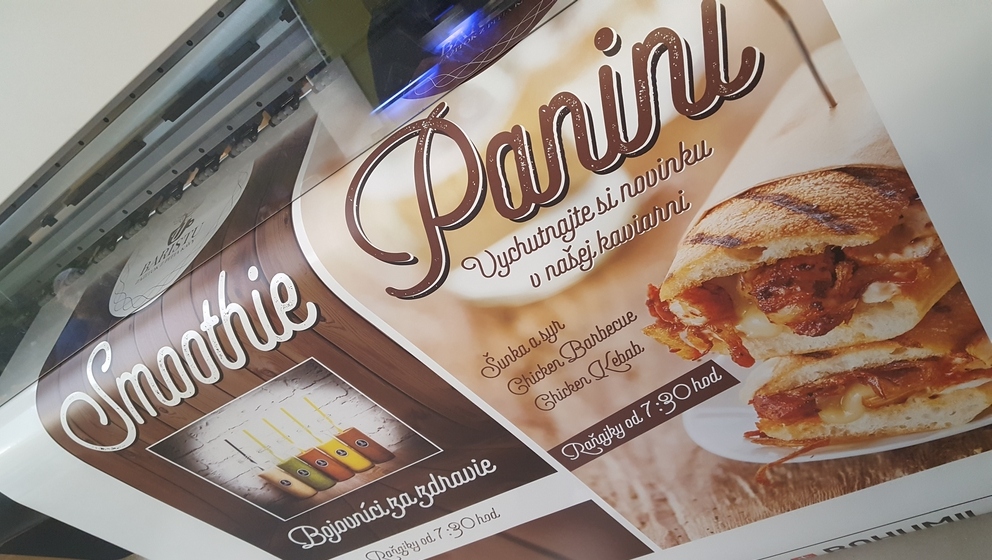 BARISTU
Smoothie
Bojovníci za zdravie
Raňajky od 7:30 hod
Panini
Vychutnajte si novinku
v našej kaviarni
Šunka a syr
Chicken Barbecue
Chicken Kebab
Raňajky od 7:30 hod